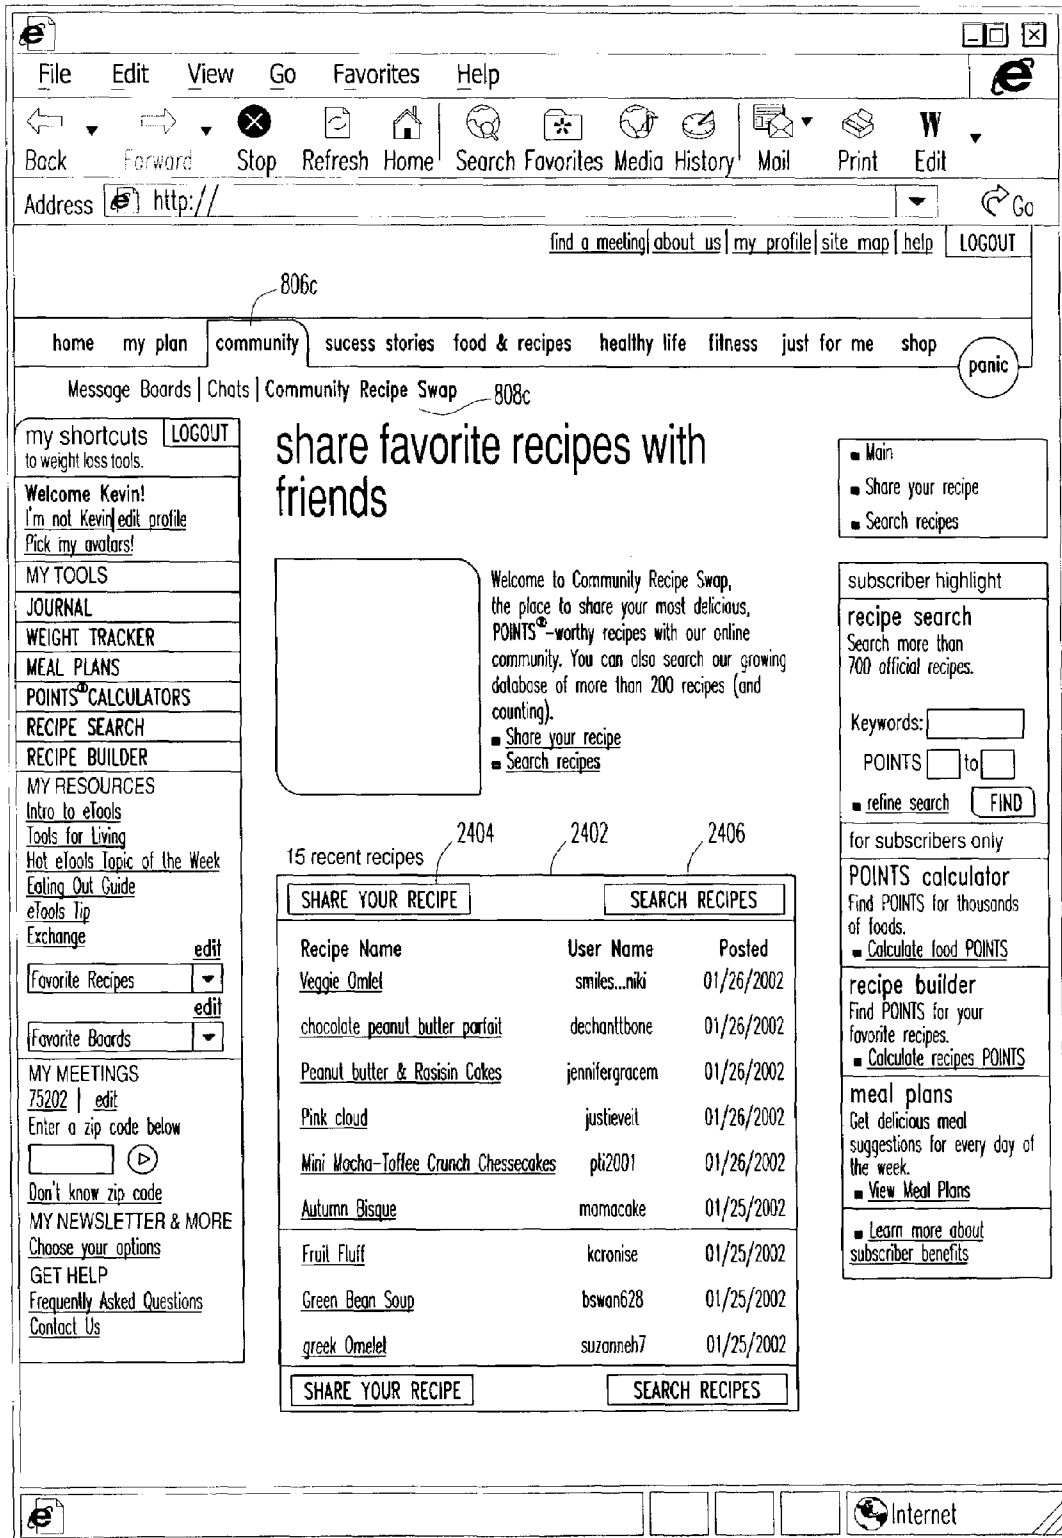 File Edit View Go Favorites Help
Back Forward Stop Refresh Home Search Favorites Media History Mail Print Edit
Address http:// Go
find a meeting | about us | my profile | site map | help LOGOUT
806c
home my plan community sucess stories food & recipes healthy life fitness just for me shop panic
Message Boards | Chats | Community Recipe Swap 808c
my shortcuts LOGOUT
to weight loss tools.
Welcome Kevin!
I'm not Kevin| edit profile
Pick my avatars!
MY TOOLS
JOURNAL
WEIGHT TRACKER
MEAL PLANS
POINTS® CALCULATORS
RECIPE SEARCH
RECIPE BUILDER
MY RESOURCES
Intro to eTools
Tools for Living
Hot eTools Topic of the Week
Eating Out Guide
eTools Tip
Exchange
edit
Favorite Recipes
edit
Favorite Boards
MY MEETINGS
75202 | edit
Enter a zip code below
Don't know zip code
MY NEWSLETTER & MORE
Choose your options
GET HELP
Frequently Asked Questions
Contact Us
share favorite recipes with
friends
Welcome to Community Recipe Swap,
the place to share your most delicious,
POINTS®-worthy recipes with our online
community. You can also search our growing
database of more than 200 recipes (and
counting).
Share your recipe
Search recipes
15 recent recipes 2404 2402 2406
SHARE YOUR RECIPE SEARCH RECIPES
Recipe Name User Name Posted
Veggie Omlet smiles...niki 01/26/2002
chocolate peanut butter parfait dechanttbone 01/26/2002
Peanut butter & Rasisin Cakes jennifergracem 01/26/2002
Pink cloud justieveit 01/26/2002
Mini Mocha-Toffee Crunch Chessecakes pti2001 01/26/2002
Autumn Bisque mamacake 01/25/2002
Fruit Fluff kcronise 01/25/2002
Green Bean Soup bswan628 01/25/2002
greek Omelet suzanneh7 01/25/2002
SHARE YOUR RECIPE SEARCH RECIPES
Main
Share your recipe
Search recipes
subscriber highlight
recipe search
Search more than
700 official recipes.
Keywords:
POINTS to
refine search FIND
for subscribers only
POINTS calculator
Find POINTS for thousands
of foods.
Calculate food POINTS
recipe builder
Find POINTS for your
favorite recipes.
Calculate recipes POINTS
meal plans
Get delicious meal
suggestions for every day of
the week.
View Meal Plans
Learn more about
subscriber benefits
Internet